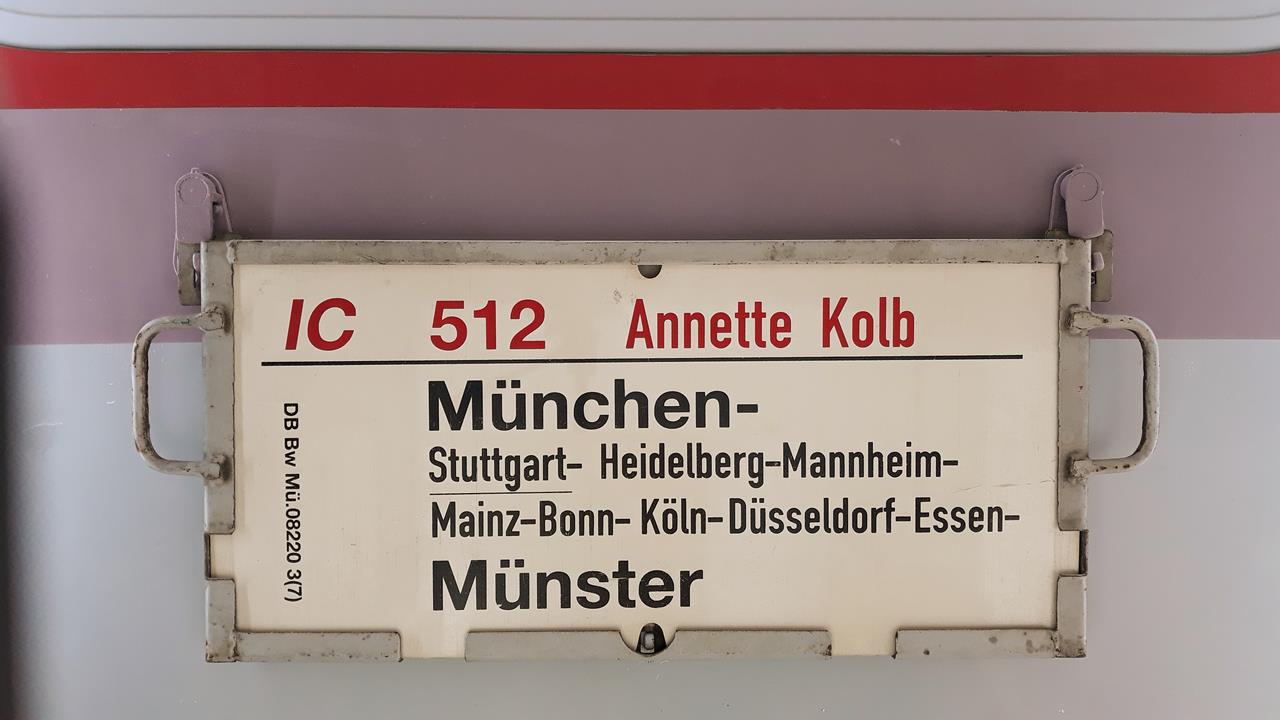 IC 512 Annette Kolb
München-
Stuttgart- Heidelberg-Mannheim-
Mainz-Bonn- Köln-Düsseldorf-Essen-
Münster
DB Bw Mü.08220 3(7)